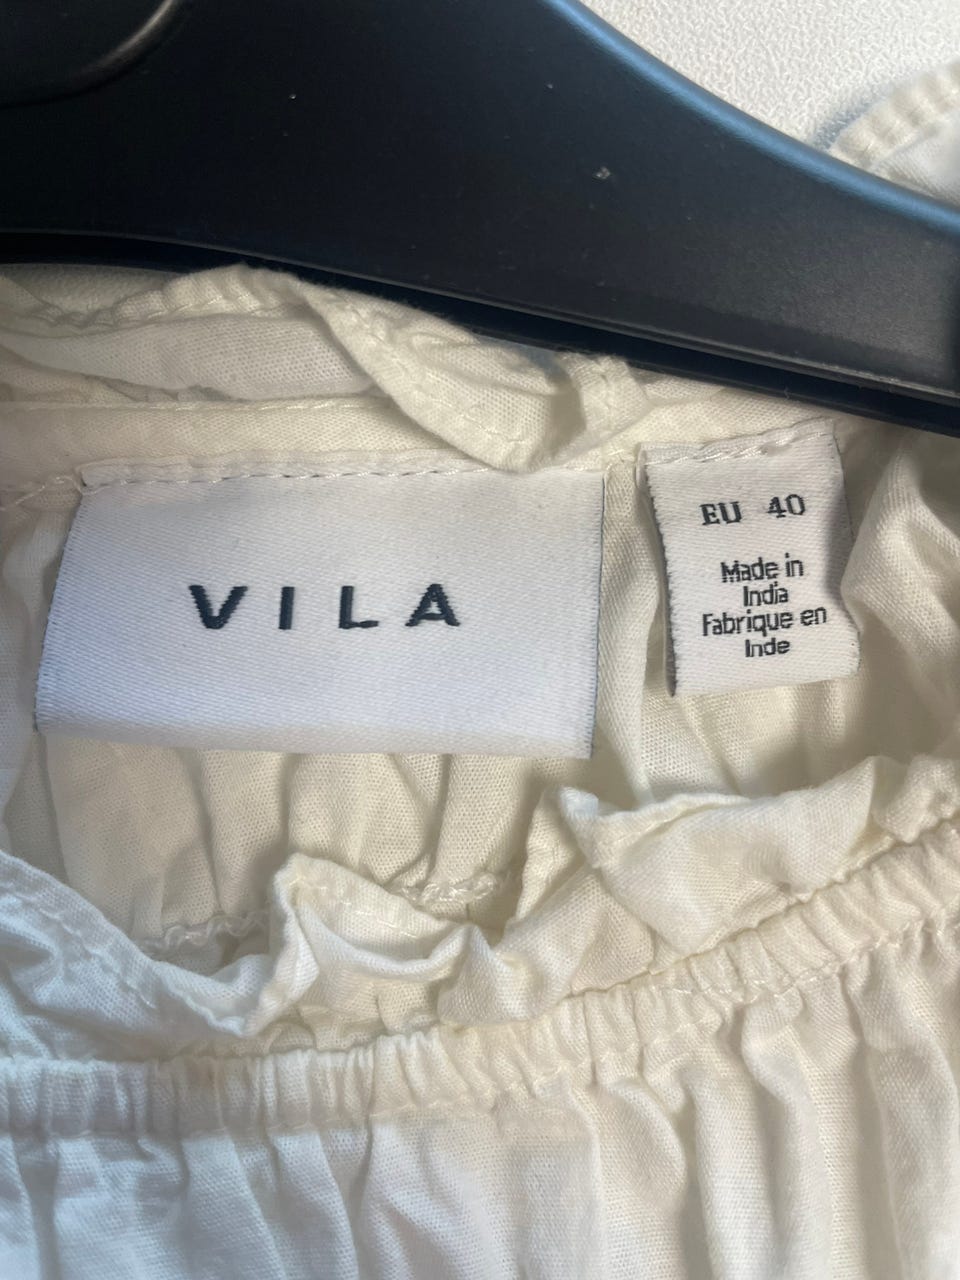 VILA
EU 40
Made in
India
Fabrique en
Inde